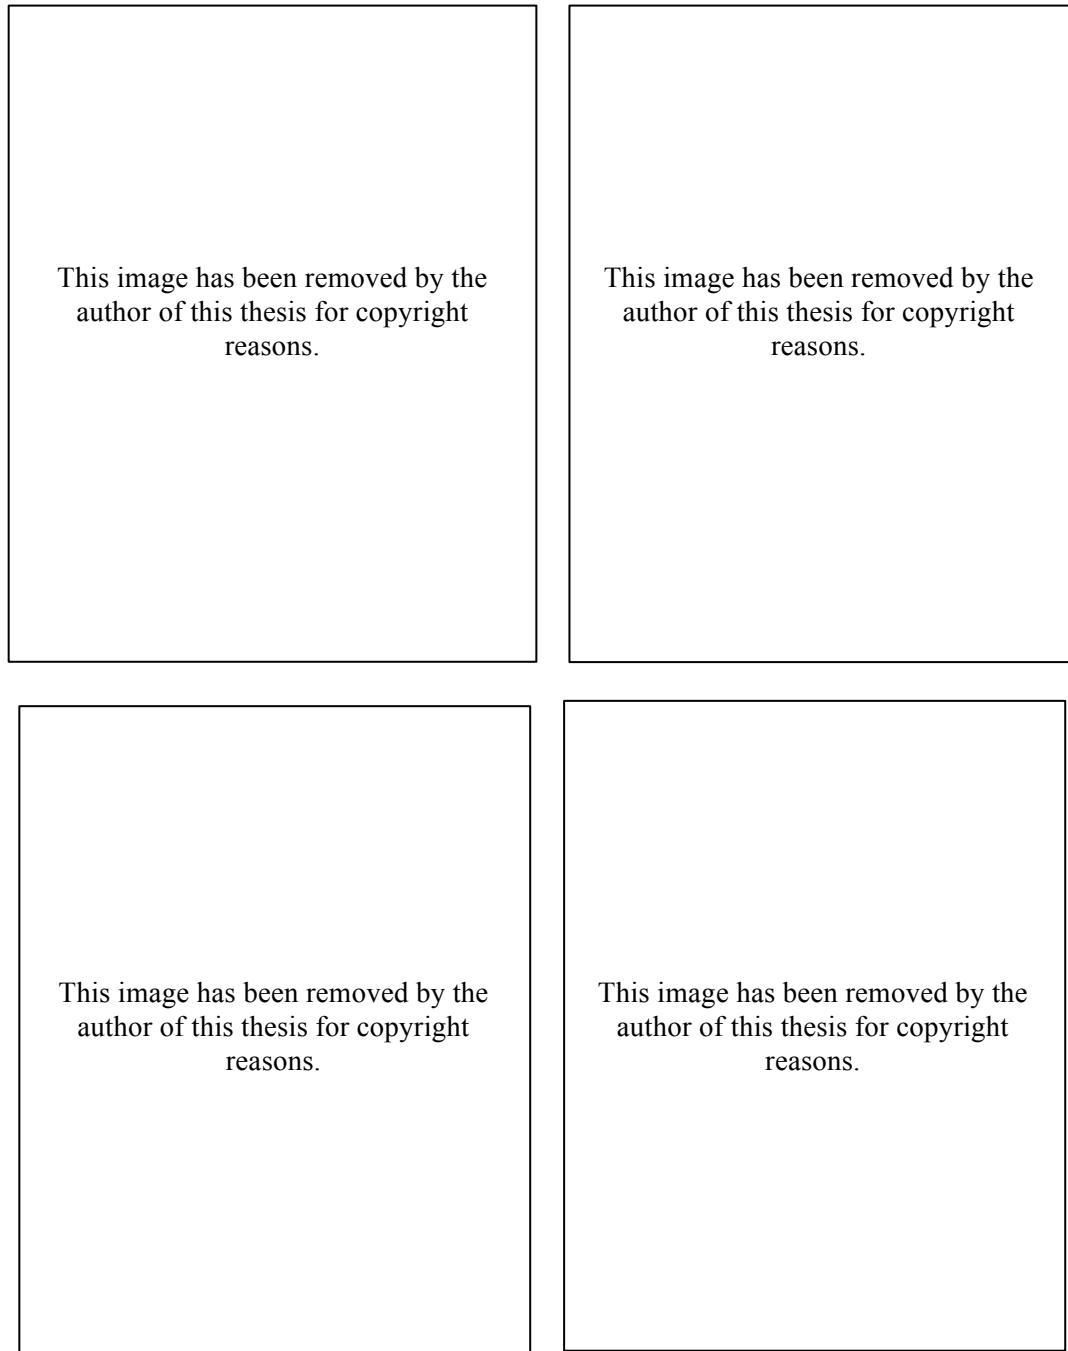 This image has been removed by the
author of this thesis for copyright
reasons.
This image has been removed by the
author of this thesis for copyright
reasons.
This image has been removed by the
author of this thesis for copyright
reasons.
This image has been removed by the
author of this thesis for copyright
reasons.